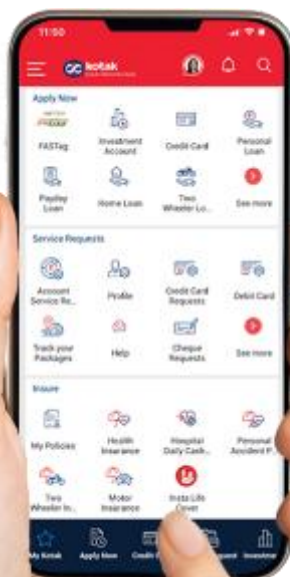 11:50
kotak
Apply Now
FASTag
Investment Account
Credit Card
Personal Loan
Payday Loan
Home Loan
Two Wheeler Lo...
See more
Service Requests
Account Service Re...
Profile
Credit Card Requests
Debit Card
Track your Packages
Help
Cheque Requests
See more
Insure
My Policies
Health Insurance
Hospital Daily Cash...
Personal Accident P...
Two Wheeler In...
Motor Insurance
Insta Life Cover
My Kotak
Apply Now
Credit
Investment